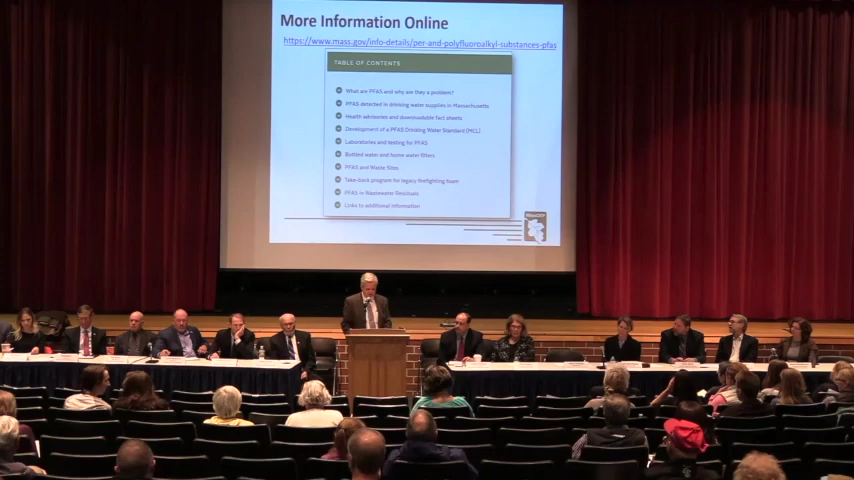 More Information Online
https://www.mass.gov/info-details/per-and-polyfluoroalkyl-substances-pfas
TABLE OF CONTENTS
What are PFAS and why are they a problem?
PFAS detected in drinking water supplies in Massachusetts
Health advisories and downloadable fact sheets
Development of a PFAS Drinking Water Standard (MCL)
Laboratories and testing for PFAS
Bottled water and home water filters
PFAS and Waste Sites
Take-back program for legacy firefighting foam
PFAS in Wastewater Residuals
Links to additional information
MassDEP